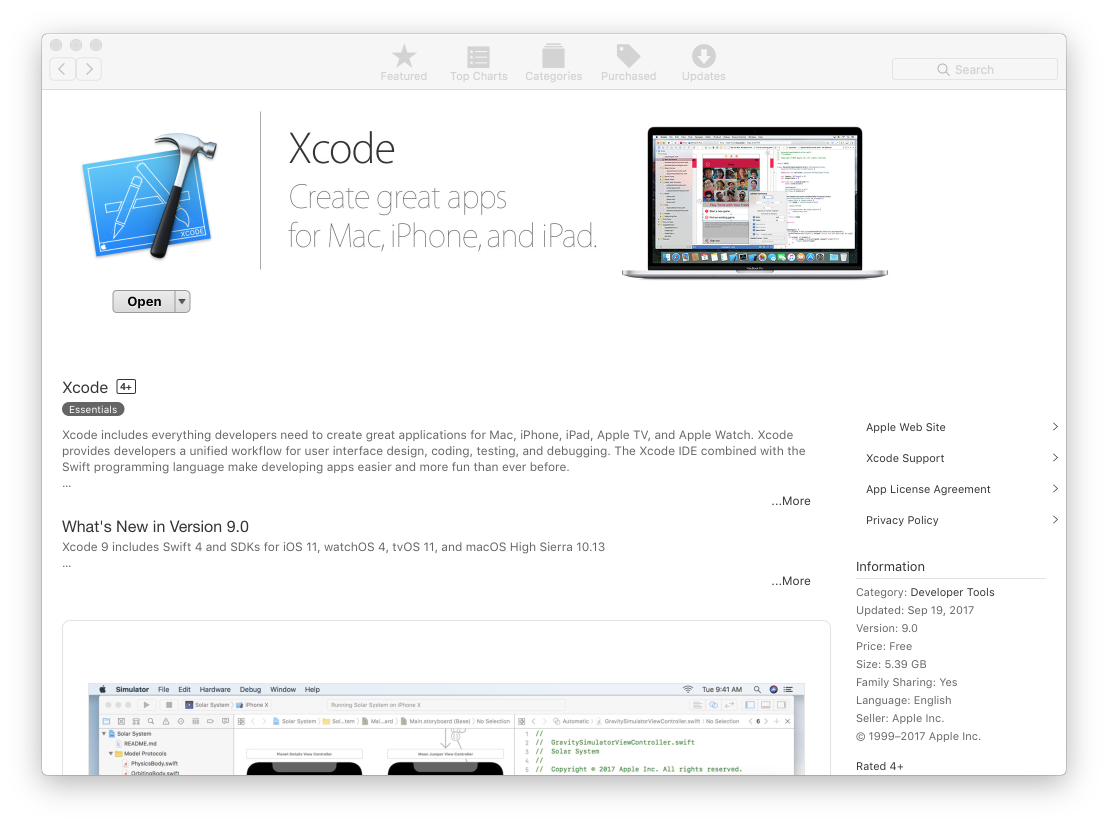 Featured
Top Charts
Categories
Purchased
Updates
Search
XCODE
Xcode
Create great apps
for Mac, iPhone, and iPad.
MacBook Pro
Open
Xcode 4+
Essentials
Xcode includes everything developers need to create great applications for Mac, iPhone, iPad, Apple TV, and Apple Watch. Xcode
provides developers a unified workflow for user interface design, coding, testing, and debugging. The Xcode IDE combined with the
Swift programming language make developing apps easier and more fun than ever before.
...
...More
What's New in Version 9.0
Xcode 9 includes Swift 4 and SDKs for iOS 11, watchOS 4, tvOS 11, and macOS High Sierra 10.13
...
...More
Simulator File Edit Hardware Debug Window Help Tue 9:41 AM
Solar System iPhone X Running Solar System on iPhone X
Solar System Sol...tem Mai...ard Main.storyboard (Base) No Selection Automatic GravitySimulatorViewController.swift No Selection 6
Solar System
README.md
Model Protocols
PhysicsBody.swift
OrbitingBody.swift
Planet Details View Controller
Moon Jumper View Controller
1 //
2 // GravitySimulatorViewController.swift
3 // Solar System
4 //
5 // Copyright © 2017 Apple Inc. All rights reserved.
Apple Web Site
Xcode Support
App License Agreement
Privacy Policy
Information
Category: Developer Tools
Updated: Sep 19, 2017
Version: 9.0
Price: Free
Size: 5.39 GB
Family Sharing: Yes
Language: English
Seller: Apple Inc.
© 1999–2017 Apple Inc.
Rated 4+